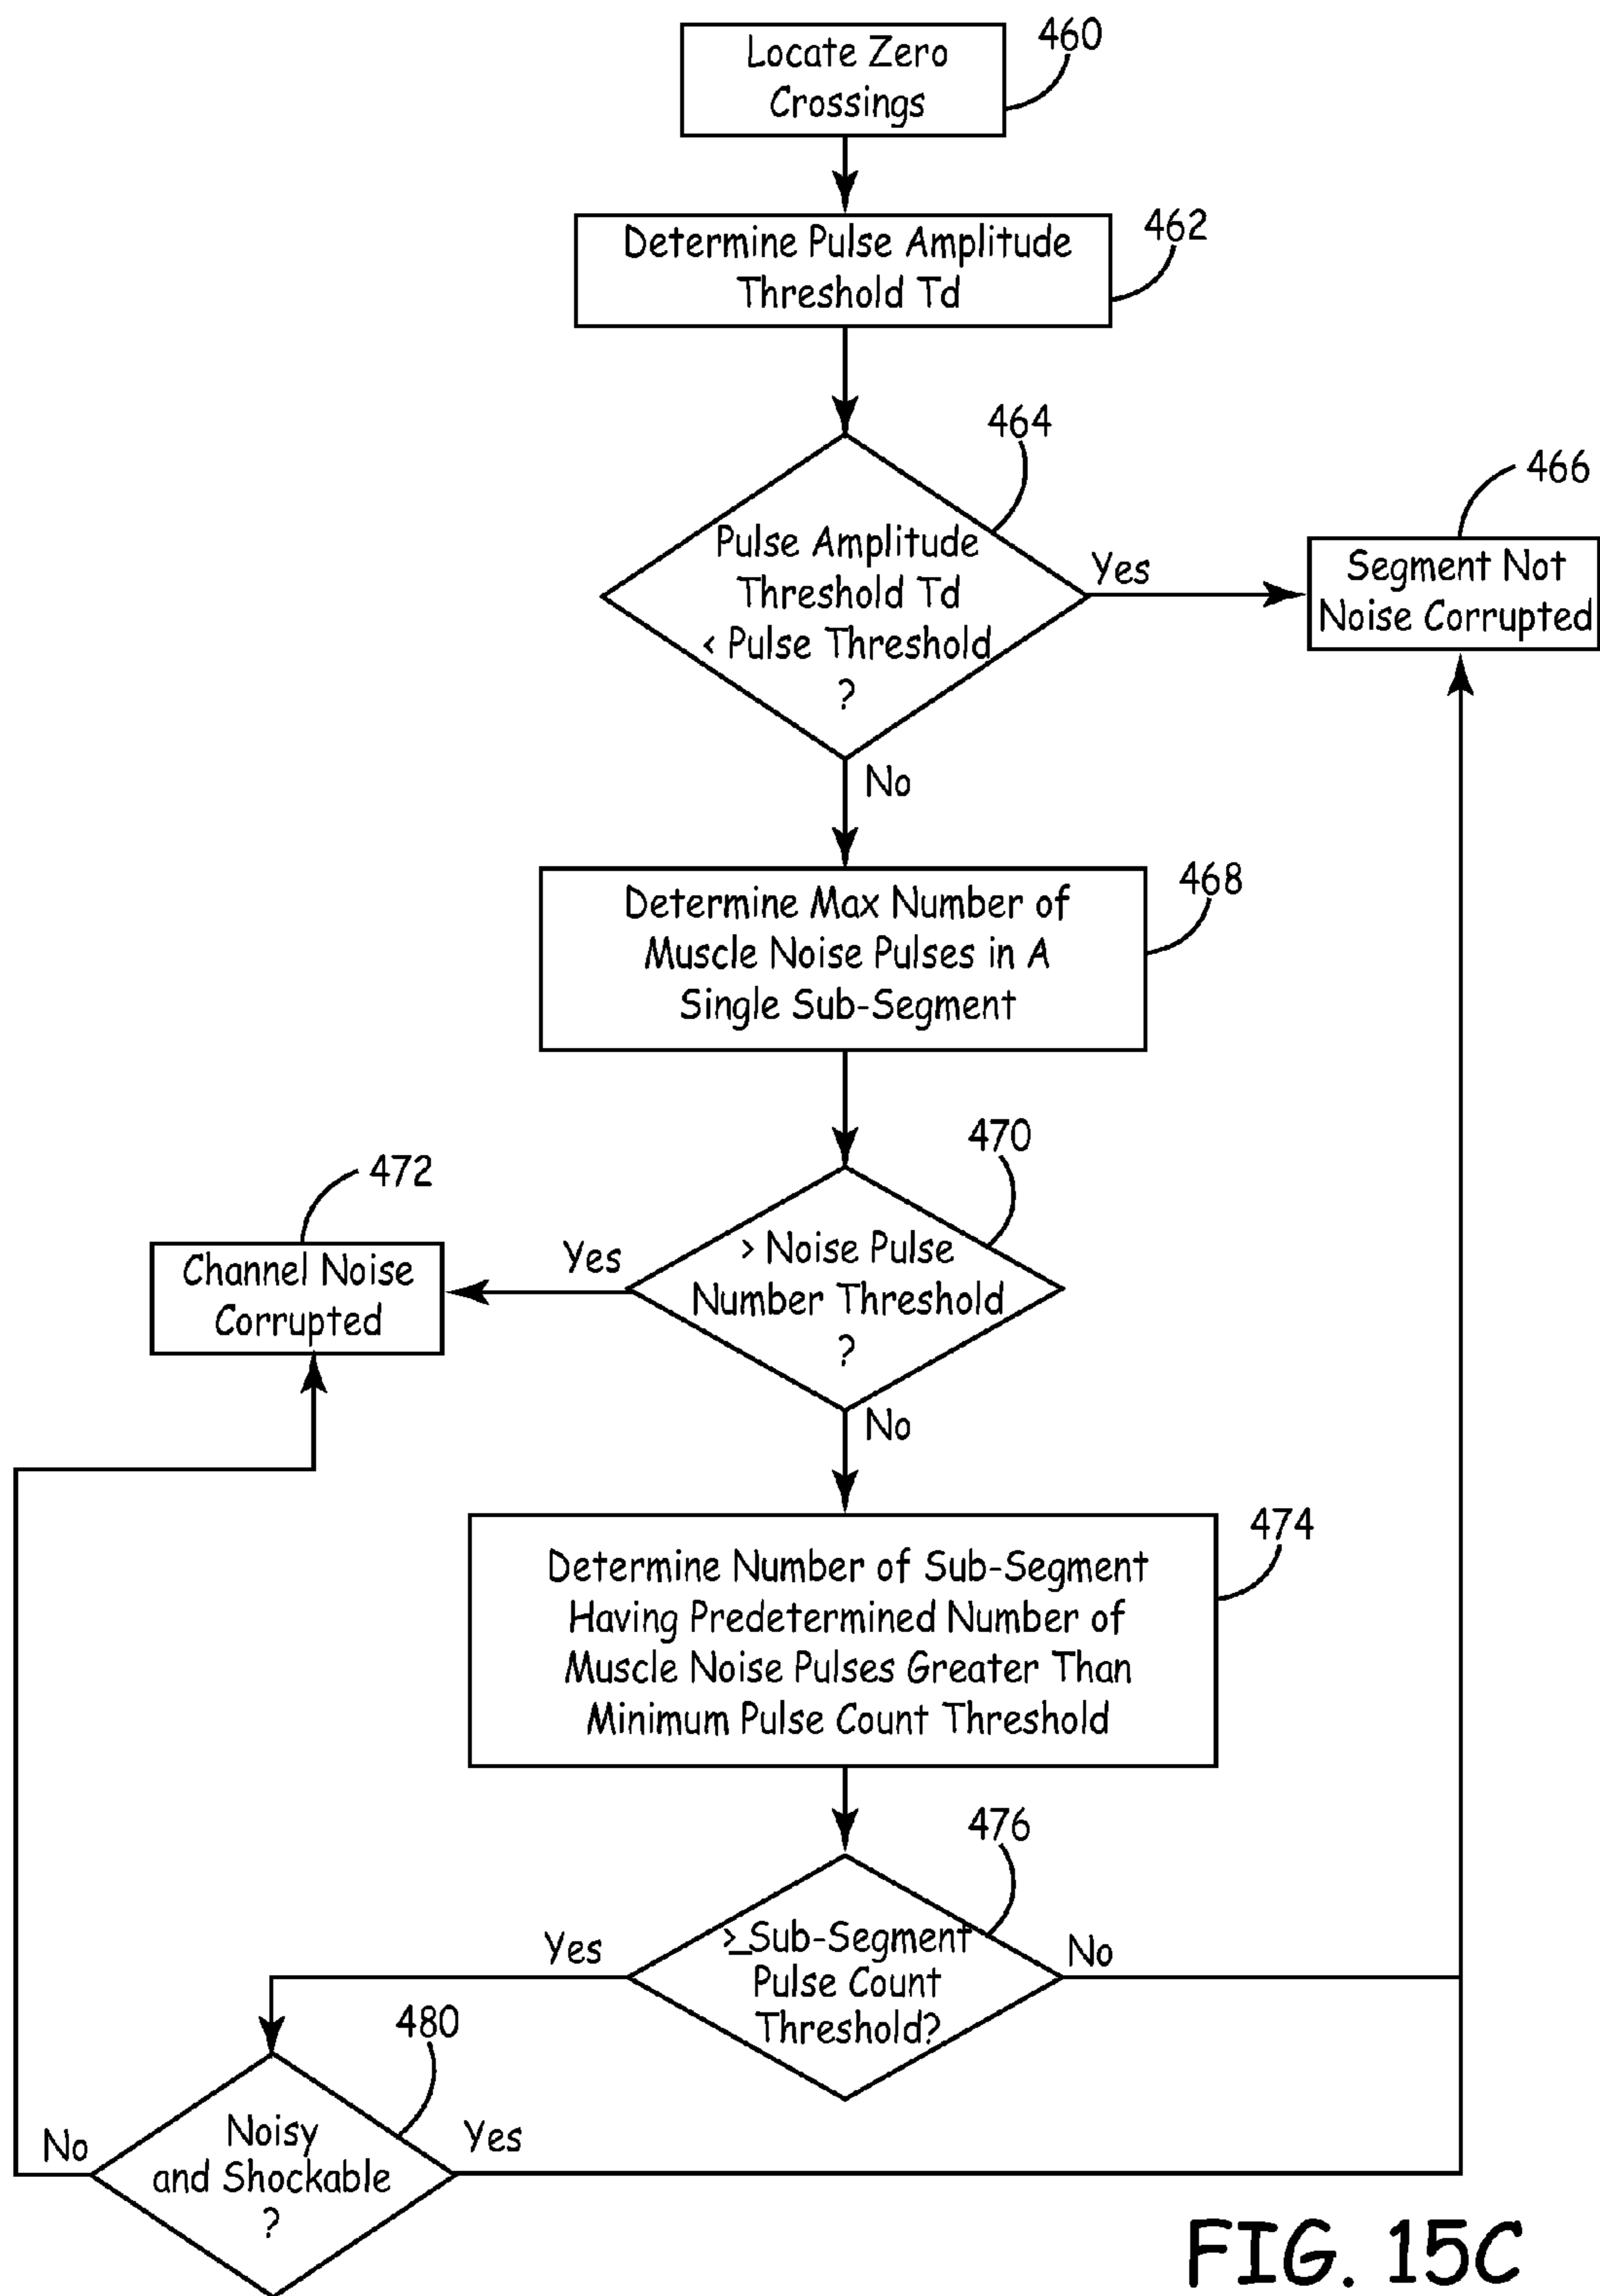 460
Locate Zero
Crossings
462
Determine Pulse Amplitude
Threshold Td
464
Pulse Amplitude
Threshold Td
< Pulse Threshold
?
Yes
466
Segment Not
Noise Corrupted
No
468
Determine Max Number of
Muscle Noise Pulses in A
Single Sub-Segment
470
472
> Noise Pulse
Number Threshold
?
Yes
Channel Noise
Corrupted
No
474
Determine Number of Sub-Segment
Having Predetermined Number of
Muscle Noise Pulses Greater Than
Minimum Pulse Count Threshold
476
≥ Sub-Segment
Pulse Count
Threshold?
Yes
No
480
Noisy
and Shockable
?
No
Yes
FIG. 15C